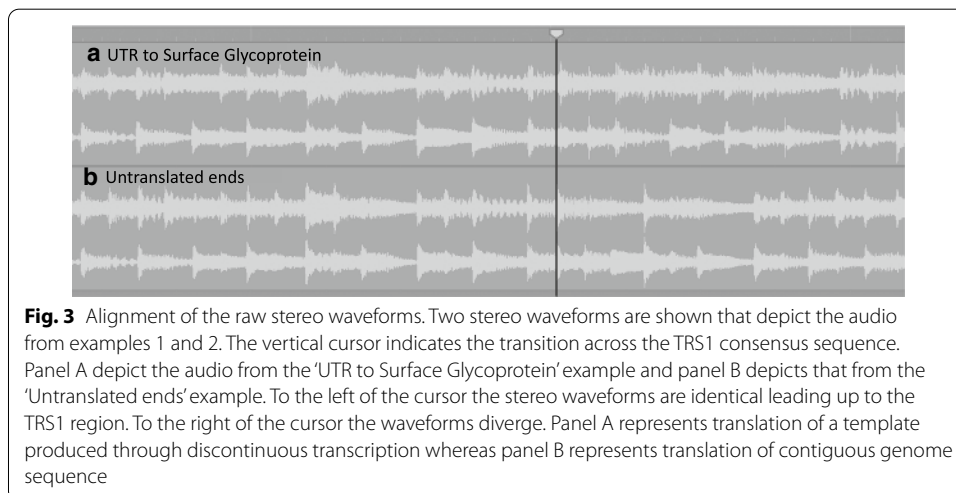 a UTR to Surface Glycoprotein
b Untranslated ends
Fig. 3 Alignment of the raw stereo waveforms. Two stereo waveforms are shown that depict the audio
from examples 1 and 2. The vertical cursor indicates the transition across the TRS1 consensus sequence.
Panel A depict the audio from the ‘UTR to Surface Glycoprotein’ example and panel B depicts that from the
‘Untranslated ends’ example. To the left of the cursor the stereo waveforms are identical leading up to the
TRS1 region. To the right of the cursor the waveforms diverge. Panel A represents translation of a template
produced through discontinuous transcription whereas panel B represents translation of contiguous genome
sequence